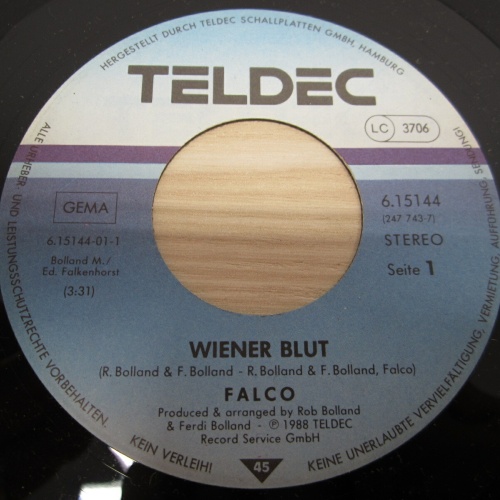 HERGESTELLT DURCH TELDEC SCHALLPLATTEN GMBH, HAMBURG
TELDEC
LC 3706
GEMA
6.15144-01-1
Bolland M./
Ed. Falkenhorst
(3:31)
6.15144
(247 743-7)
STEREO
Seite 1
WIENER BLUT
(R. Bolland & F. Bolland - R. Bolland & F. Bolland, Falco)
FALCO
Produced & arranged by Rob Bolland
& Ferdi Bolland - ℗ 1988 TELDEC
Record Service GmbH
45
ALLE URHEBER- UND LEISTUNGSSCHUTZRECHTE VORBEHALTEN.
KEIN VERLEIH!
KEINE UNERLAUBTE VERVIELFÄLTIGUNG, VERMIETUNG, AUFFÜHRUNG, SENDUNG!